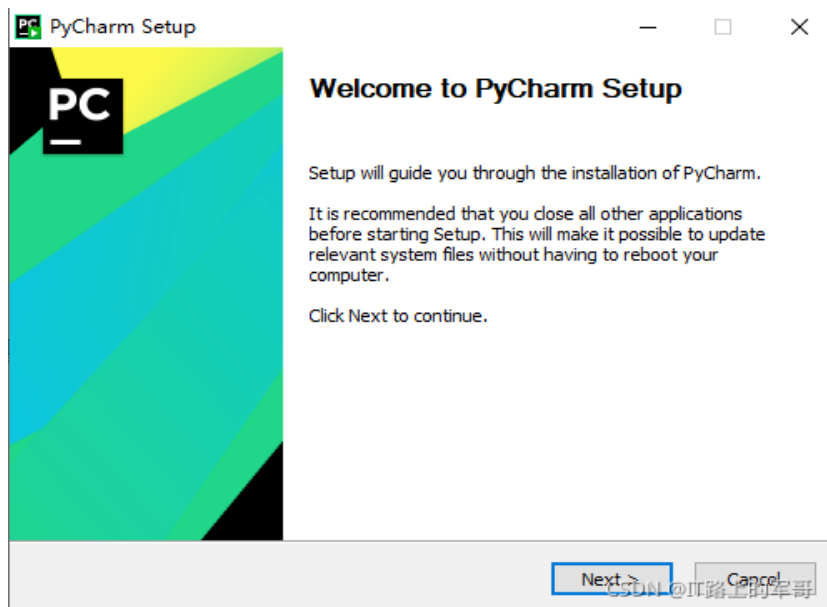 PC PyCharm Setup
PC
Welcome to PyCharm Setup
Setup will guide you through the installation of PyCharm.
It is recommended that you close all other applications
before starting Setup. This will make it possible to update
relevant system files without having to reboot your
computer.
Click Next to continue.
Next > Cancel
CSDN @IT路上的军哥